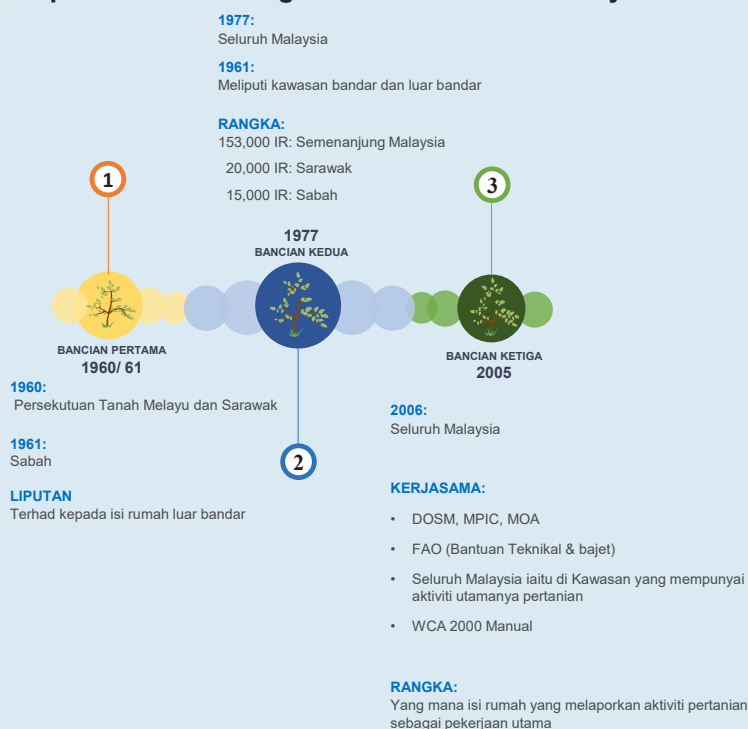 1977:
Seluruh Malaysia
1961:
Meliputi kawasan bandar dan luar bandar
RANGKA:
153,000 IR: Semenanjung Malaysia
20,000 IR: Sarawak
15,000 IR: Sabah
1
3
1977
BANCIAN KEDUA
BANCIAN PERTAMA
1960/ 61
BANCIAN KETIGA
2005
1960:
Persekutuan Tanah Melayu dan Sarawak
1961:
Sabah
LIPUTAN
Terhad kepada isi rumah luar bandar
2
2006:
Seluruh Malaysia
KERJASAMA:
• DOSM, MPIC, MOA
• FAO (Bantuan Teknikal & bajet)
• Seluruh Malaysia iaitu di Kawasan yang mempunyai
aktiviti utamanya pertanian
• WCA 2000 Manual
RANGKA:
Yang mana isi rumah yang melaporkan aktiviti pertanian
sebagai pekerjaan utama